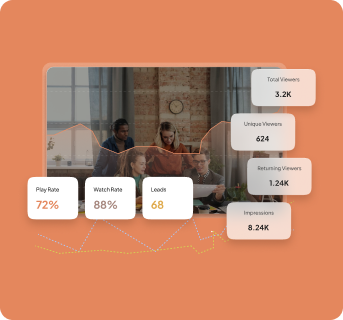 Total Viewers
3.2K
Unique Viewers
624
Returning Viewers
1.24K
Impressions
8.24K
Play Rate
72%
Watch Rate
88%
Leads
68